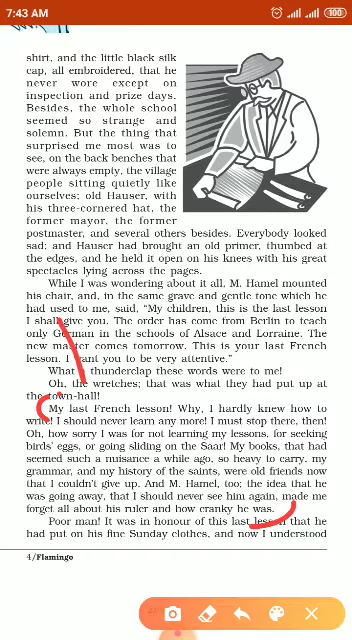 7:43 AM
100
shirt, and the little black silk
cap, all embroidered, that he
never wore except on
inspection and prize days.
Besides, the whole school
seemed so strange and
solemn. But the thing that
surprised me most was to
see, on the back benches that
were always empty, the village
people sitting quietly like
ourselves; old Hauser, with
his three-cornered hat, the
former mayor, the former
postmaster, and several others besides. Everybody looked
sad; and Hauser had brought an old primer, thumbed at
the edges, and he held it open on his knees with his great
spectacles lying across the pages.
While I was wondering about it all, M. Hamel mounted
his chair, and, in the same grave and gentle tone which he
had used to me, said, “My children, this is the last lesson
I shall give you. The order has come from Berlin to teach
only German in the schools of Alsace and Lorraine. The
new master comes tomorrow. This is your last French
lesson. I want you to be very attentive.”
What a thunderclap these words were to me!
Oh, the wretches; that was what they had put up at
the town-hall!
My last French lesson! Why, I hardly knew how to
write! I should never learn any more! I must stop there, then!
Oh, how sorry I was for not learning my lessons, for seeking
birds’ eggs, or going sliding on the Saar! My books, that had
seemed such a nuisance a while ago, so heavy to carry, my
grammar, and my history of the saints, were old friends now
that I couldn’t give up. And M. Hamel, too; the idea that he
was going away, that I should never see him again, made me
forget all about his ruler and how cranky he was.
Poor man! It was in honour of this last lesson that he
had put on his fine Sunday clothes, and now I understood
4/Flamingo